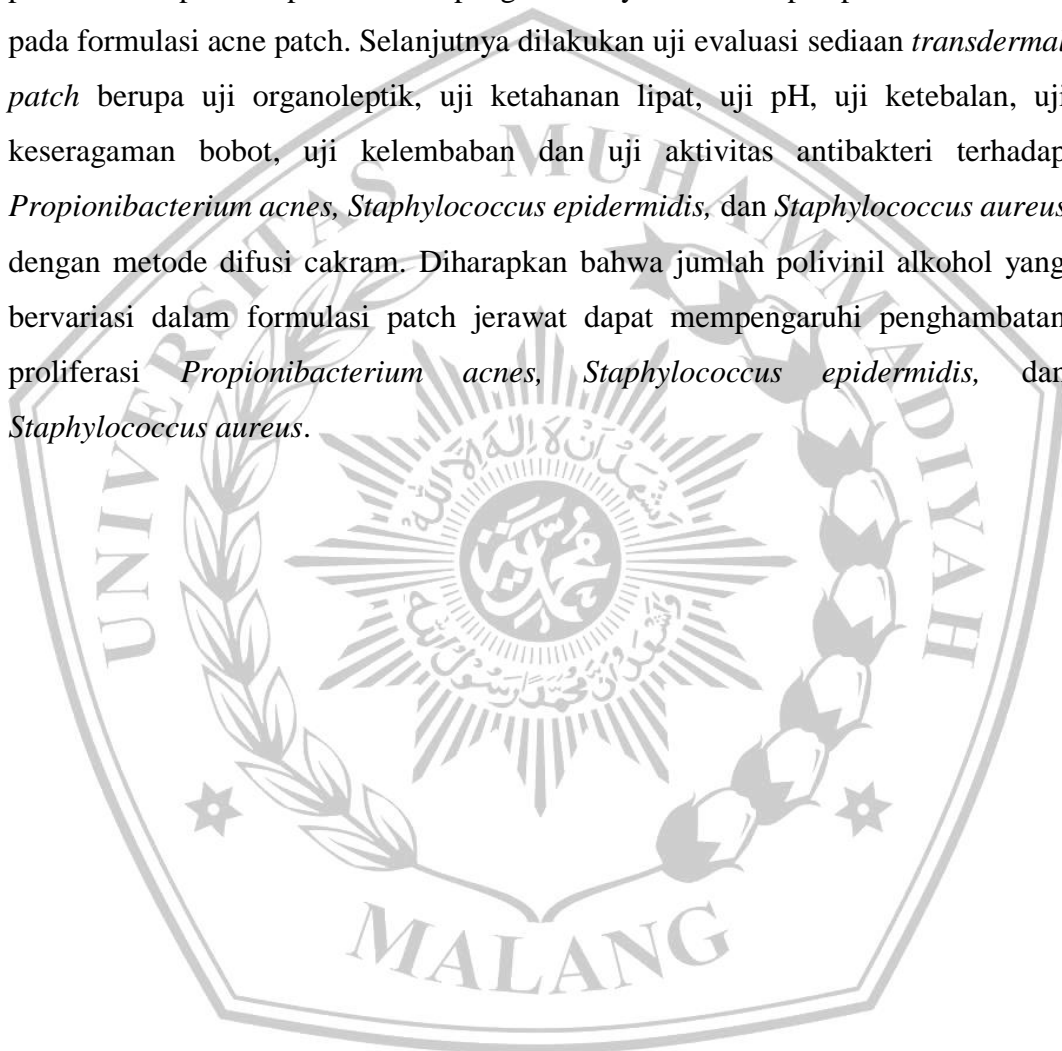 pada formulasi acne patch. Selanjutnya dilakukan uji evaluasi sediaan transdermal
patch berupa uji organoleptik, uji ketahanan lipat, uji pH, uji ketebalan, uji
keseragaman bobot, uji kelembaban dan uji aktivitas antibakteri terhadap
Propionibacterium acnes, Staphylococcus epidermidis, dan Staphylococcus aureus
dengan metode difusi cakram. Diharapkan bahwa jumlah polivinil alkohol yang
bervariasi dalam formulasi patch jerawat dapat mempengaruhi penghambatan
proliferasi Propionibacterium acnes, Staphylococcus epidermidis, dan
Staphylococcus aureus.
UNIVERSITAS MUHAMMADIYAH
MALANG